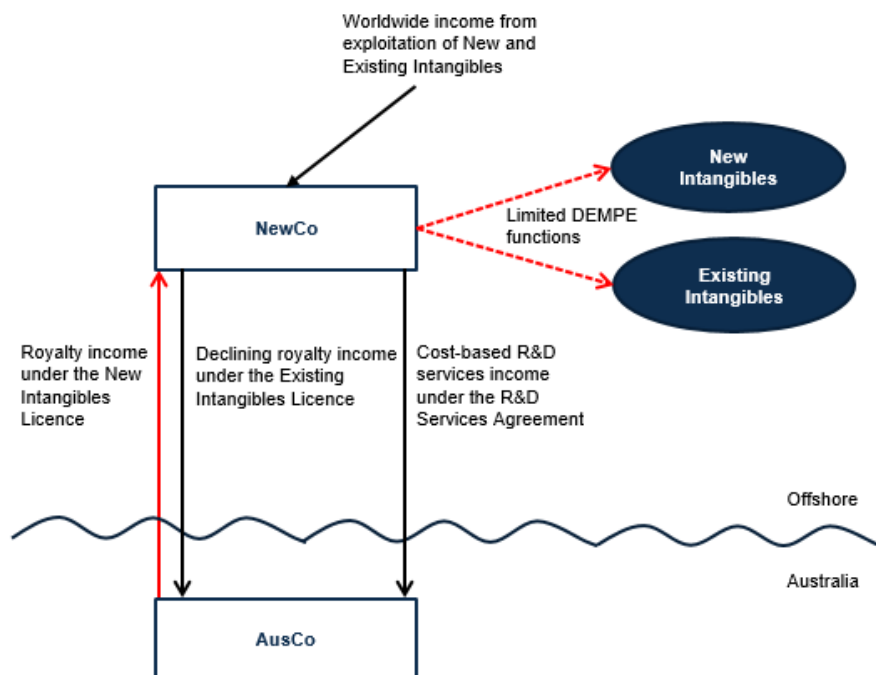 Worldwide income from
exploitation of New and
Existing Intangibles
New
Intangibles
NewCo
Limited DEMPE
functions
Existing
Intangibles
Royalty income
under the New
Intangibles
Licence
Declining royalty income
under the Existing
Intangibles Licence
Cost-based R&D
services income
under the R&D
Services Agreement
Offshore
Australia
AusCo